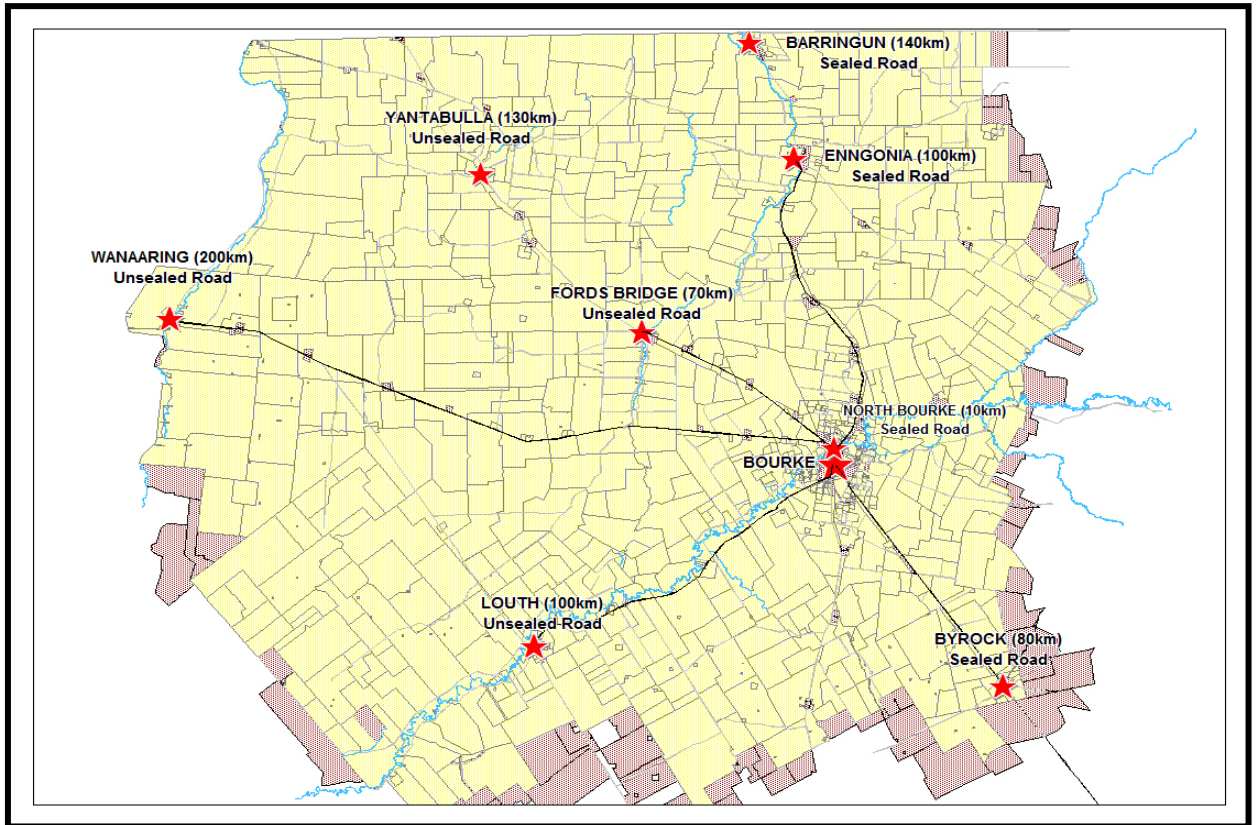 BARRINGUN (140km)
Sealed Road
YANTABULLA (130km)
Unsealed Road
ENNGONIA (100km)
Sealed Road
WANAARING (200km)
Unsealed Road
FORDS BRIDGE (70km)
Unsealed Road
NORTH BOURKE (10km)
Sealed Road
BOURKE
LOUTH (100km)
Unsealed Road
BYROCK (80km)
Sealed Road